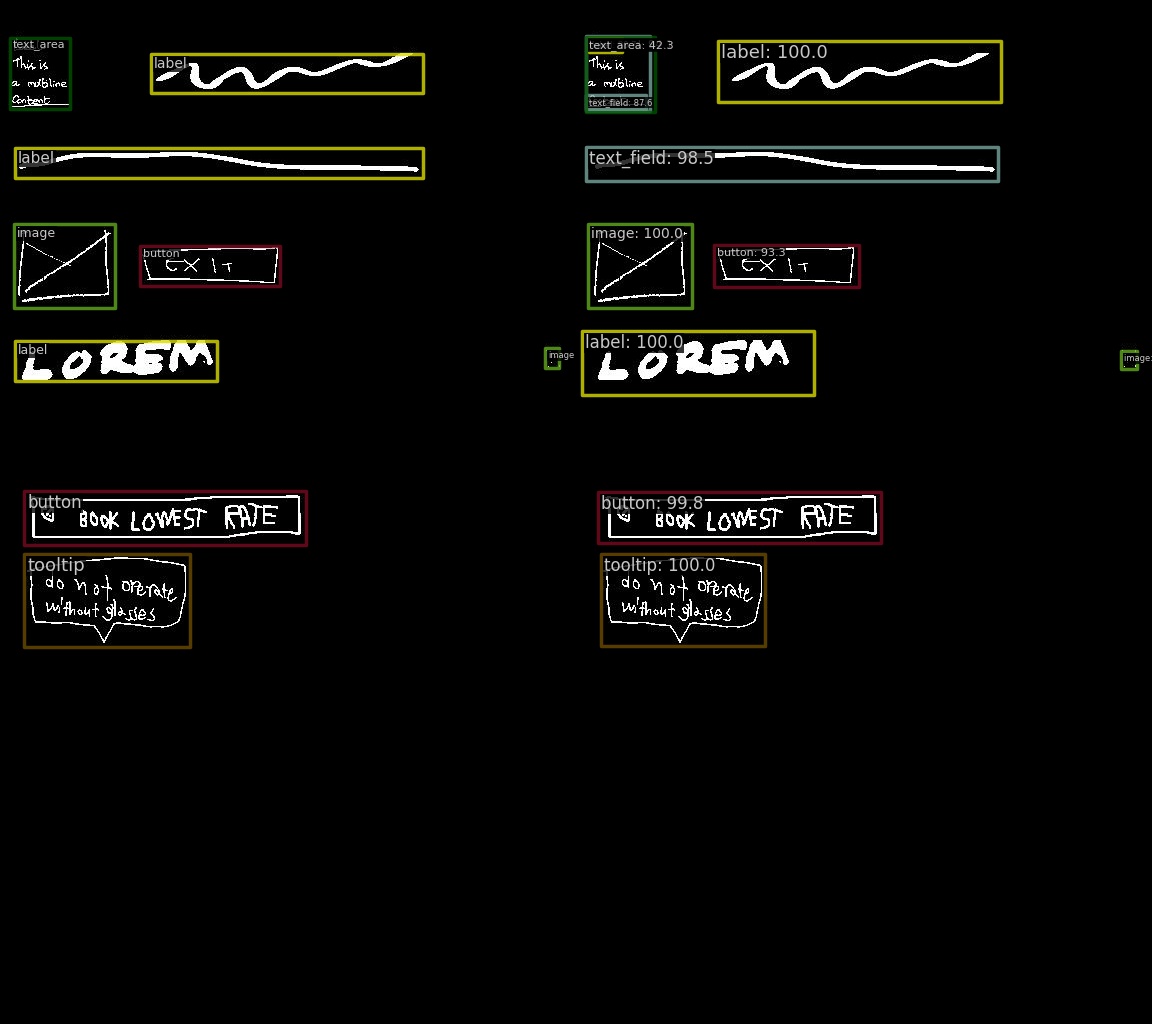 text_area
This is
a multiline
Content
label
label
image
button
EXIT
label
LOREM
image
button
BOOK LOWEST RATE
tooltip
do not operate
without glasses
text_area: 42.3
This is
a multiline
text_field: 87.6
label: 100.0
text_field: 98.5
image: 100.0
button: 93.3
EXIT
label: 100.0
LOREM
image:
button: 99.8
BOOK LOWEST RATE
tooltip: 100.0
do not operate
without glasses